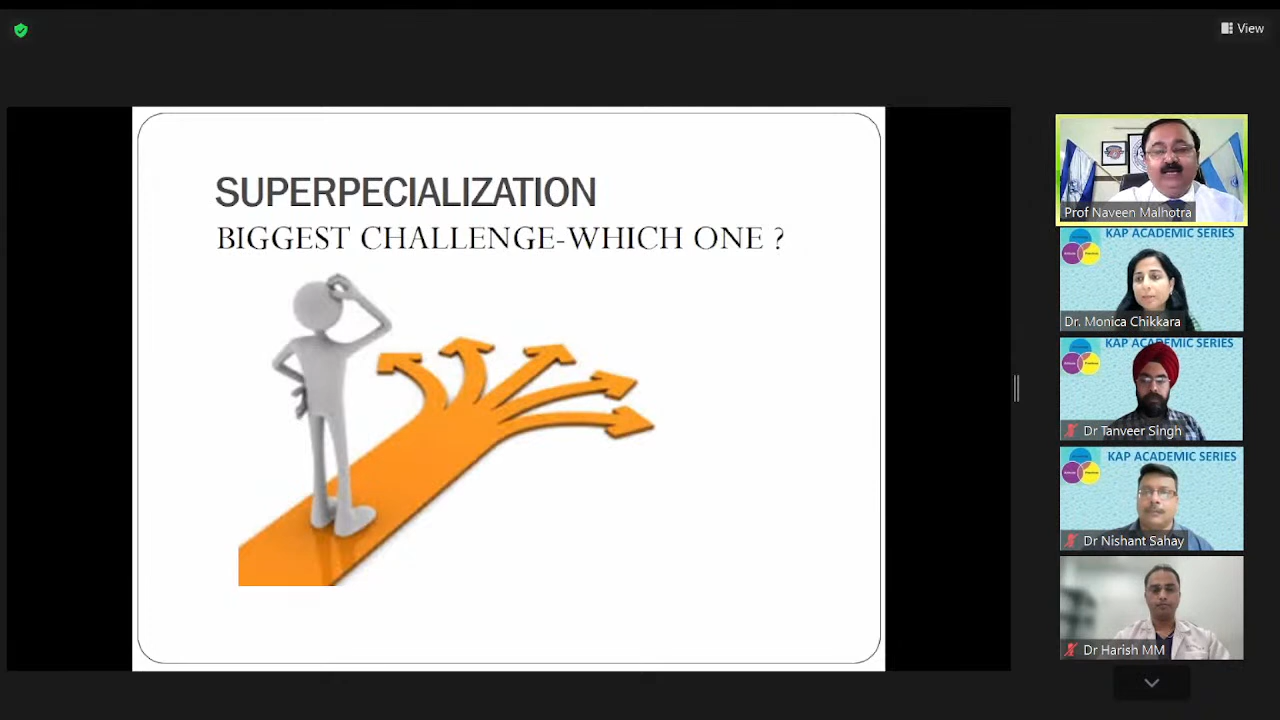 View
SUPERPECIALIZATION
BIGGEST CHALLENGE-WHICH ONE ?
Prof Naveen Malhotra
KAP ACADEMIC SERIES
Dr. Monica Chikkara
KAP ACADEMIC SERIES
Dr Tanveer Singh
KAP ACADEMIC SERIES
Dr Nishant Sahay
Dr Harish MM